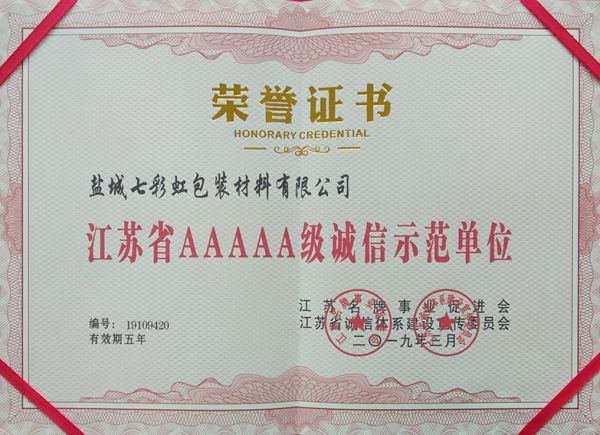 荣誉证书
HONORARY CREDENTIAL
盐城七彩虹包装材料有限公司
江苏省AAAAA级诚信示范单位
江苏名牌事业促进会
江苏省诚信体系建设宣传委员会
二〇一九年三月
编号：19109420
有效期五年